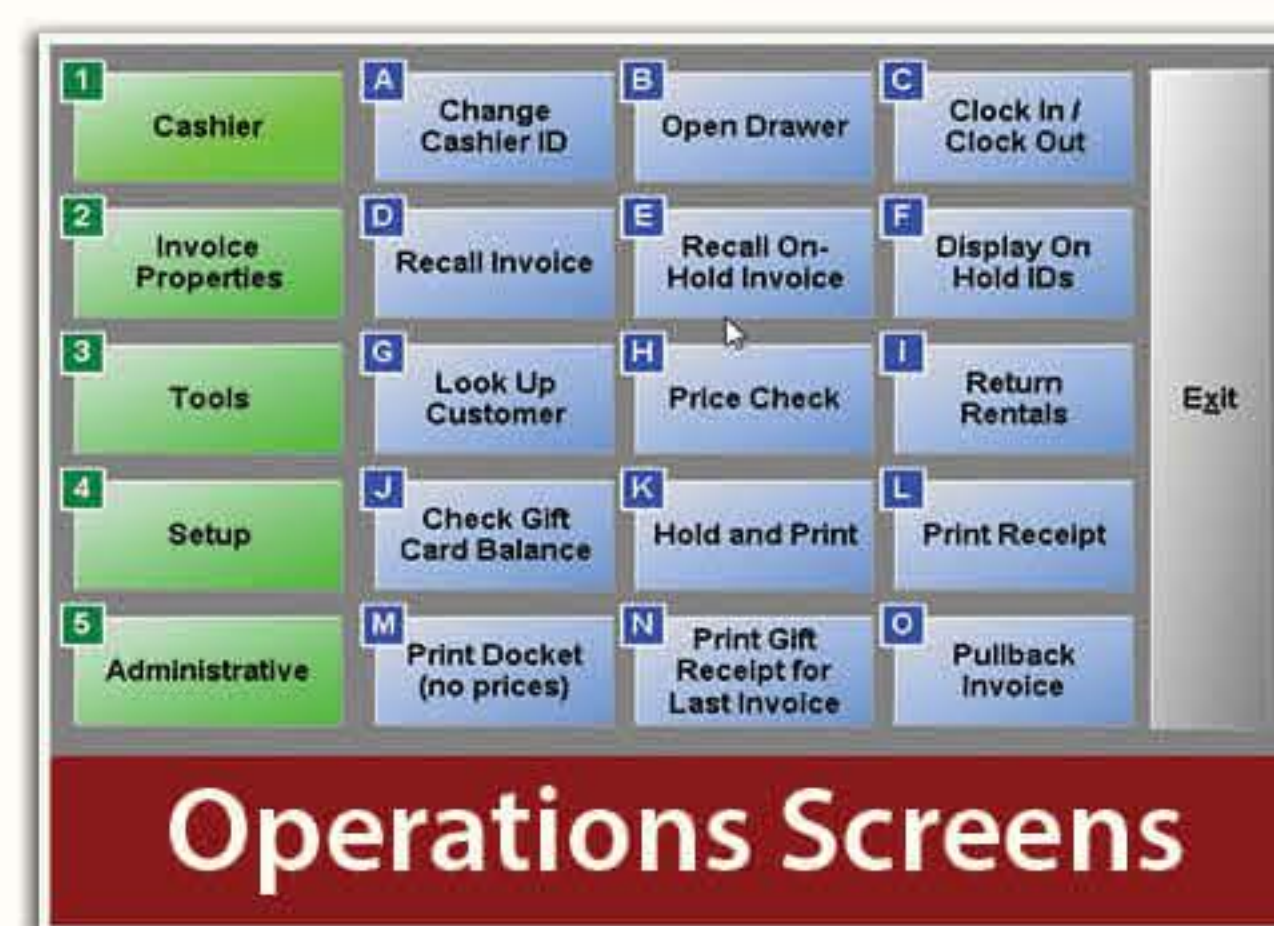 1
Cashier
A
Change
Cashier ID
B
Open Drawer
C
Clock In /
Clock Out
2
Invoice
Properties
D
Recall Invoice
E
Recall On-
Hold Invoice
F
Display On
Hold IDs
3
Tools
G
Look Up
Customer
H
Price Check
I
Return
Rentals
Exit
4
Setup
J
Check Gift
Card Balance
K
Hold and Print
L
Print Receipt
5
Administrative
M
Print Docket
(no prices)
N
Print Gift
Receipt for
Last Invoice
O
Pullback
Invoice
Operations Screens